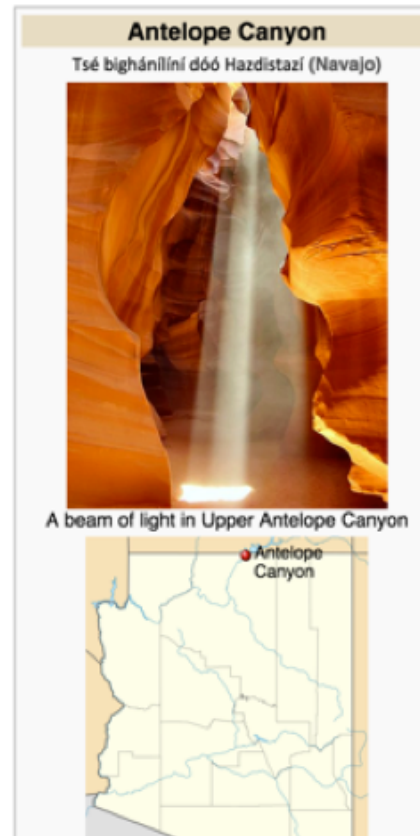 Antelope Canyon
Tsé bighánílíní dóó Hazdistazí (Navajo)
A beam of light in Upper Antelope Canyon
Antelope
Canyon